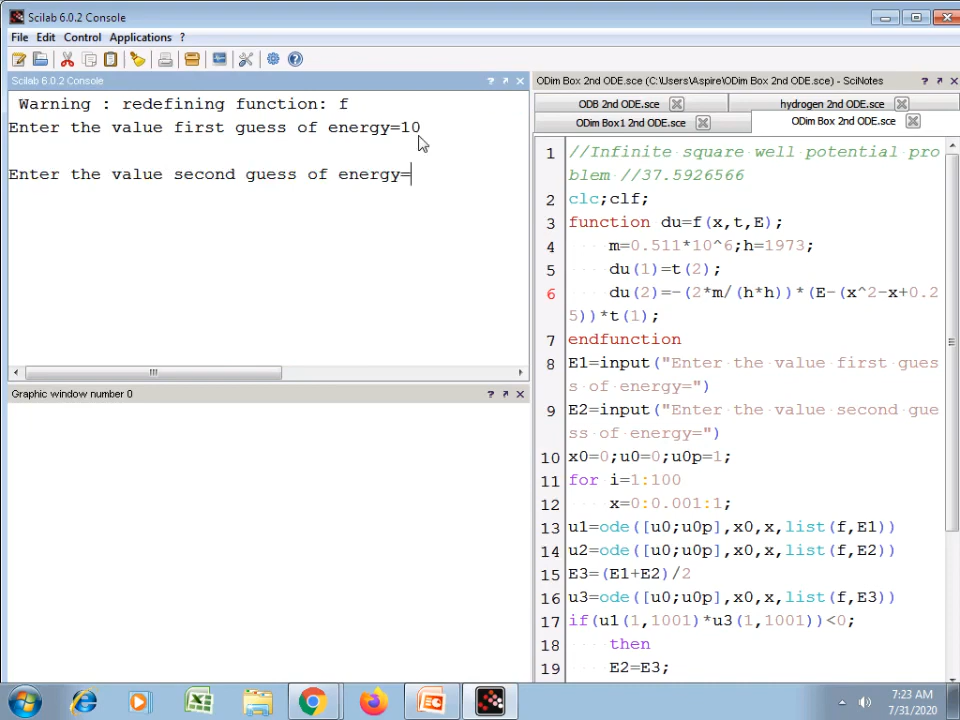 Scilab 6.0.2 Console
File Edit Control Applications ?
Scilab 6.0.2 Console
Warning : redefining function: f
Enter the value first guess of energy=10
Enter the value second guess of energy=
Graphic window number 0
ODim Box 2nd ODE.sce (C:\Users\Aspire\ODim Box 2nd ODE.sce) - SciNotes
ODB 2nd ODE.sce
hydrogen 2nd ODE.sce
ODim Box1 2nd ODE.sce
ODim Box 2nd ODE.sce
1 //Infinite square well potential pro
blem //37.5926566
2 clc;clf;
3 function du=f(x,t,E);
4 m=0.511*10^6;h=1973;
5 du(1)=t(2);
6 du(2)=-(2*m/(h*h))*(E-(x^2-x+0.2
5))*t(1);
7 endfunction
8 E1=input("Enter the value first gues
s of energy=")
9 E2=input("Enter the value second gue
ss of energy=")
10 x0=0;u0=0;u0p=1;
11 for i=1:100
12 x=0:0.001:1;
13 u1=ode([u0;u0p],x0,x,list(f,E1))
14 u2=ode([u0;u0p],x0,x,list(f,E2))
15 E3=(E1+E2)/2
16 u3=ode([u0;u0p],x0,x,list(f,E3))
17 if(u1(1,1001)*u3(1,1001))<0;
18 then
19 E2=E3;
7:23 AM
7/31/2020